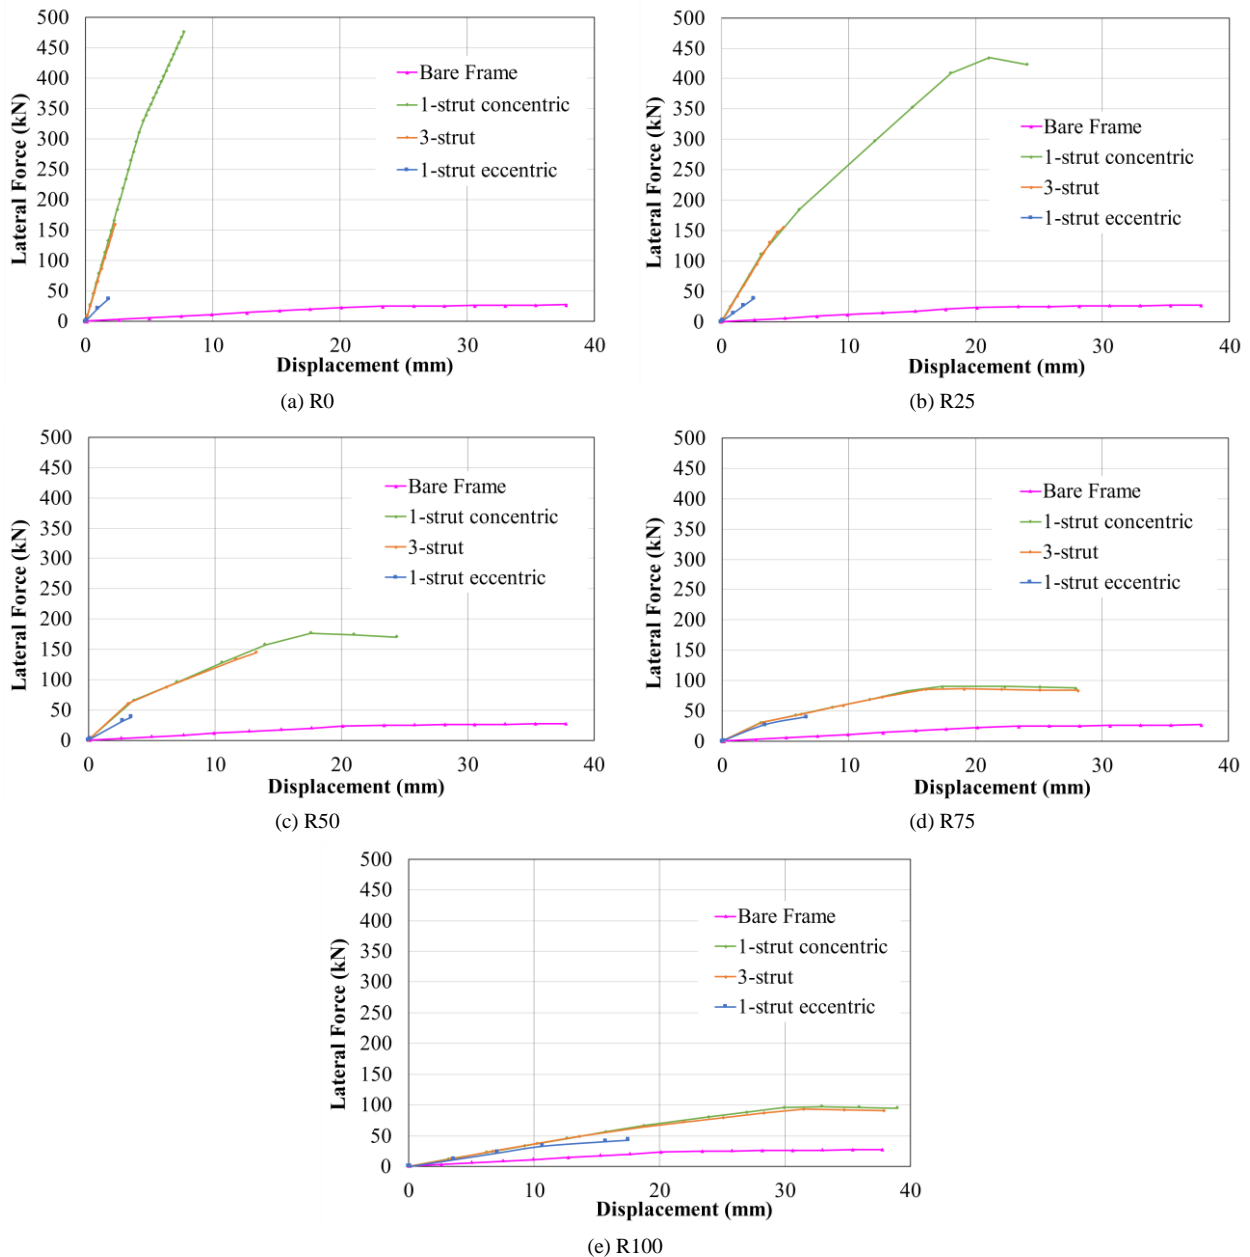 500
450
400
350
300
250
200
150
100
50
0
Lateral Force (kN)
Bare Frame
1-strut concentric
3-strut
1-strut eccentric
0 10 20 30 40
Displacement (mm)
(a) R0
500
450
400
350
300
250
200
150
100
50
0
Lateral Force (kN)
Bare Frame
1-strut concentric
3-strut
1-strut eccentric
0 10 20 30 40
Displacement (mm)
(b) R25
500
450
400
350
300
250
200
150
100
50
0
Lateral Force (kN)
Bare Frame
1-strut concentric
3-strut
1-strut eccentric
0 10 20 30 40
Displacement (mm)
(c) R50
500
450
400
350
300
250
200
150
100
50
0
Lateral Force (kN)
Bare Frame
1-strut concentric
3-strut
1-strut eccentric
0 10 20 30 40
Displacement (mm)
(d) R75
500
450
400
350
300
250
200
150
100
50
0
Lateral Force (kN)
Bare Frame
1-strut concentric
3-strut
1-strut eccentric
0 10 20 30 40
Displacement (mm)
(e) R100